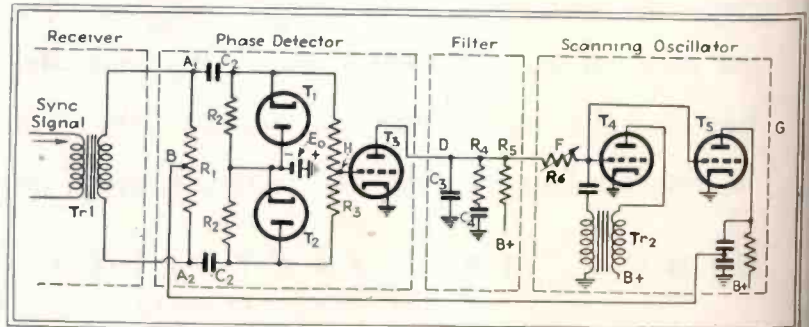 Receiver
Phase Detector
Filter
Scanning Oscillator
Sync
Signal
Tr1
A1
C2
B
R1
A2
C2
R2
R2
T1
Eo
- +
T2
H
R3
T3
D
C3
R4
C4
R5
B+
F
R6
T4
Tr2
B+
T5
G
B+